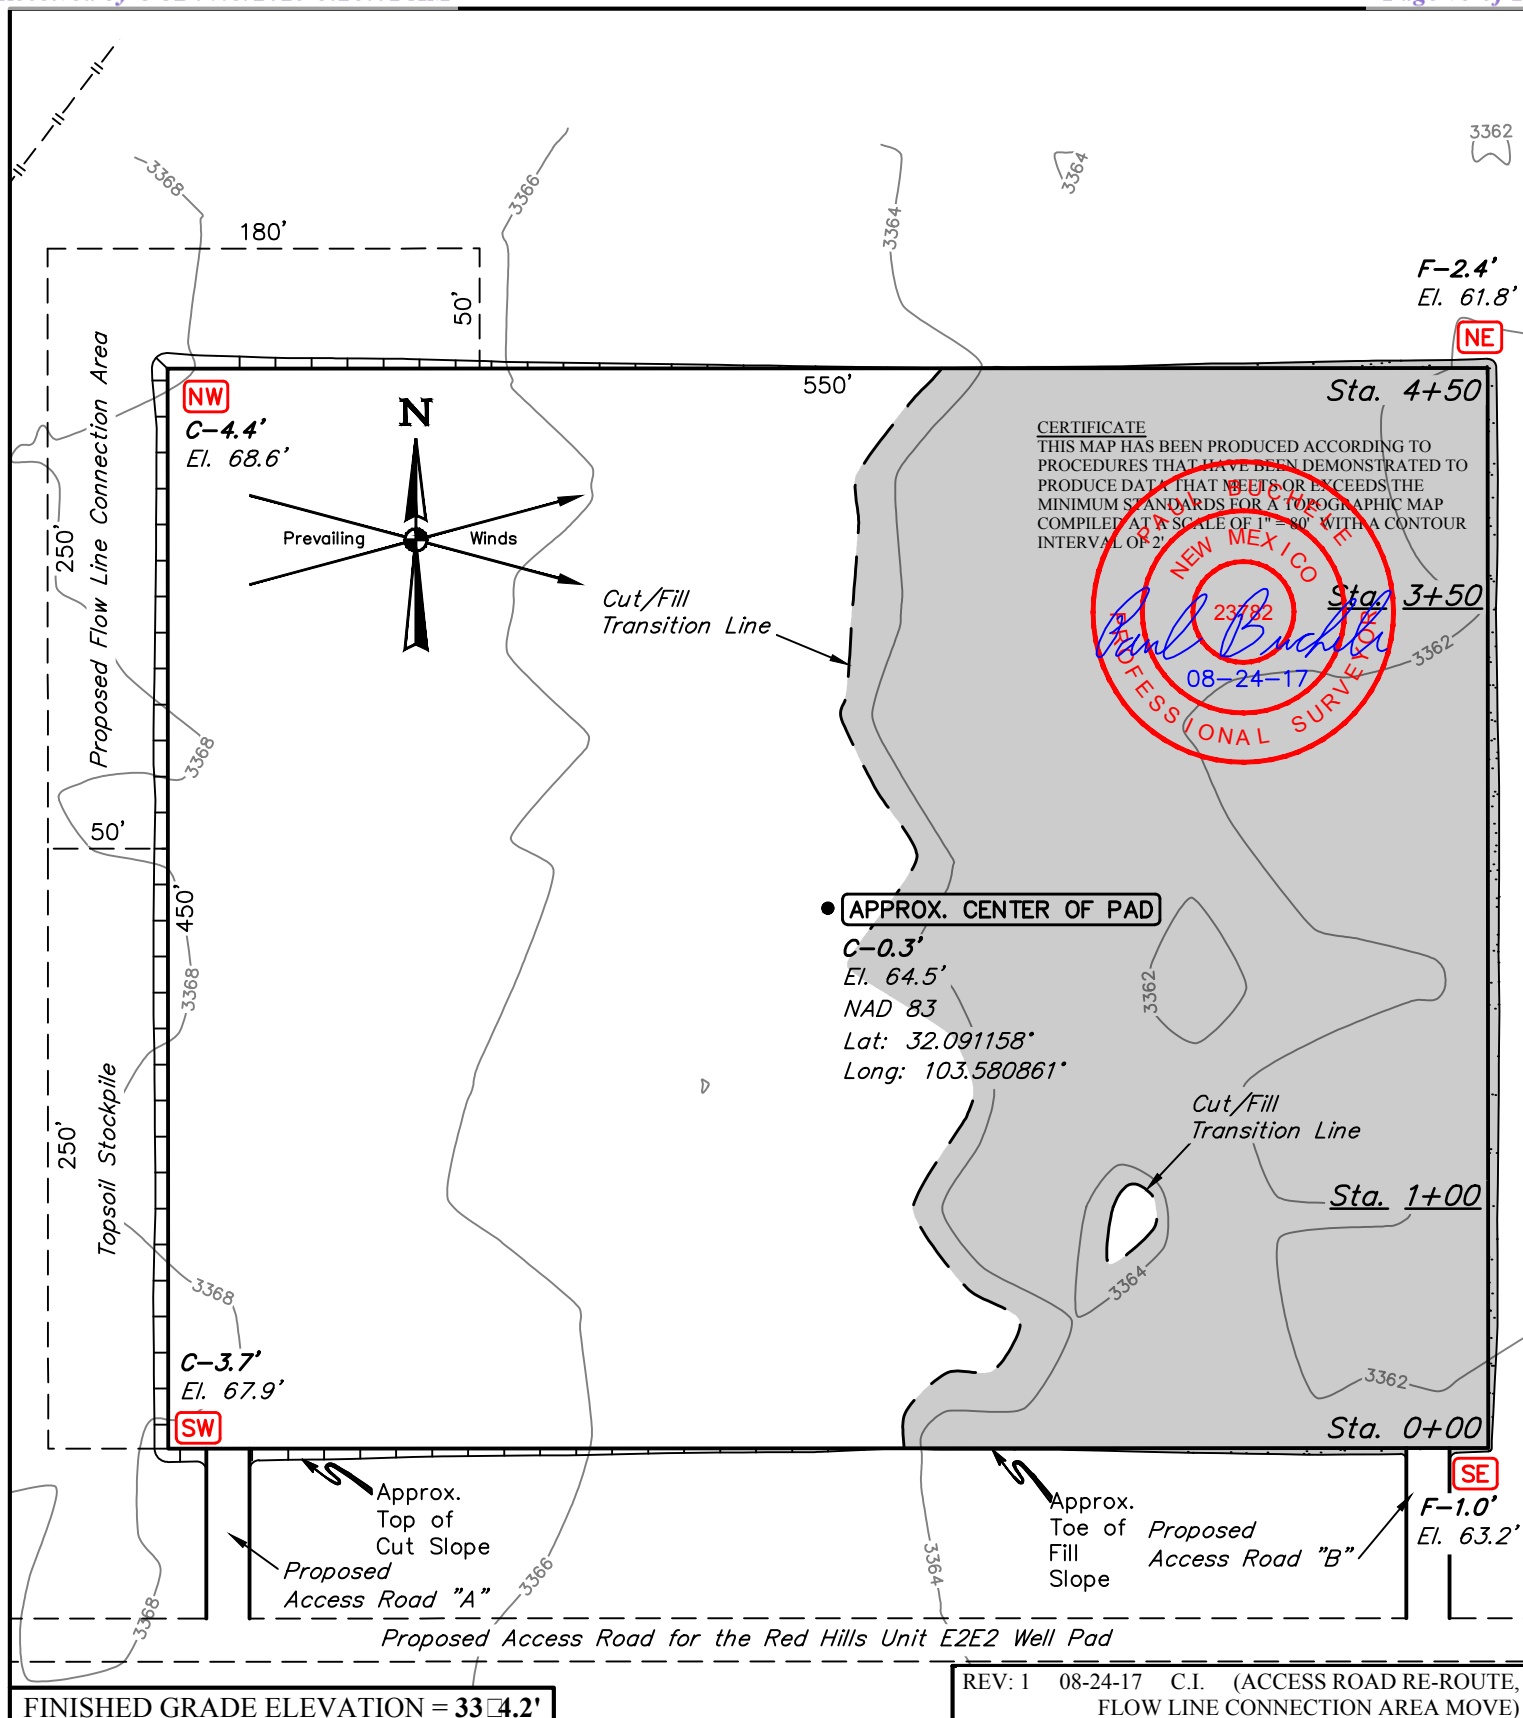 3362
3368
3366
3364
3364
180'
F-2.4'
El. 61.8'
NE
50'
550'
Sta. 4+50
NW
C-4.4'
El. 68.6'
N
Prevailing Winds
Proposed Flow Line Connection Area
250'
CERTIFICATE
THIS MAP HAS BEEN PRODUCED ACCORDING TO
PROCEDURES THAT HAVE BEEN DEMONSTRATED TO
PRODUCE DATA THAT MEETS OR EXCEEDS THE
MINIMUM STANDARDS FOR A TOPOGRAPHIC MAP
COMPILED AT A SCALE OF 1" = 80' WITH A CONTOUR
INTERVAL OF 2'
PAUL BUCHELE
NEW MEXICO
23782
PROFESSIONAL SURVEYOR
Paul Buchele
08-24-17
Sta. 3+50
3362
Cut/Fill
Transition Line
3368
50'
450'
APPROX. CENTER OF PAD
C-0.3'
El. 64.5'
NAD 83
Lat: 32.091158°
Long: 103.580861°
3368
3362
250'
Topsoil Stockpile
Cut/Fill
Transition Line
Sta. 1+00
3364
3368
C-3.7'
El. 67.9'
SW
3362
Sta. 0+00
SE
F-1.0'
El. 63.2'
Approx.
Top of
Cut Slope
Approx.
Toe of
Fill
Slope
Proposed
Access Road "A"
Proposed
Access Road "B"
3366
3364
3368
Proposed Access Road for the Red Hills Unit E2E2 Well Pad
REV: 1 08-24-17 C.I. (ACCESS ROAD RE-ROUTE,
FLOW LINE CONNECTION AREA MOVE)
FINISHED GRADE ELEVATION = 33□4.2'